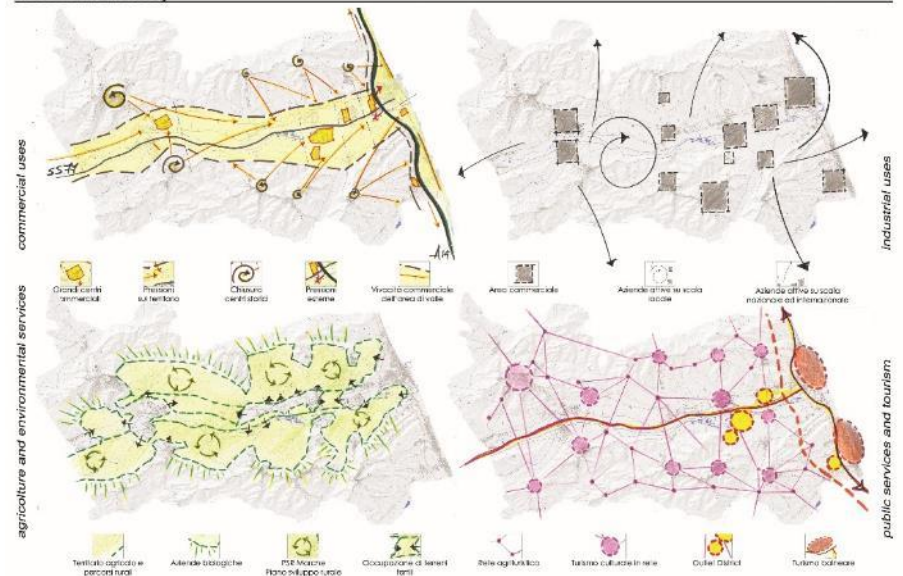 commercial uses
SS77
A14
industrial uses
Grandi centri
commerciali
Pressioni
sul territorio
Chiusura
centri storici
Pressioni
esterne
Vivacità commerciale
dell'area di valle
Area commerciale
Aziende attive su scala
locale
Aziende attive su scala
nazionale ed internazionale
agricolture and environmental services
public services and tourism
Territorio agricolo e
percorsi rurali
Aziende biologiche
PSR Marche
Piano sviluppo rurale
Occupazione di terreni
fertili
Rete agrituristica
Turismo culturale in rete
Outlet District
Turismo balneare